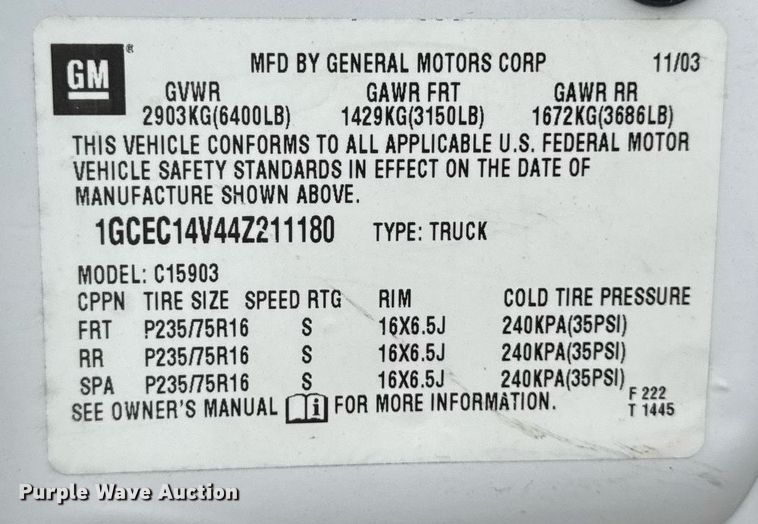 GM ® MFD BY GENERAL MOTORS CORP 11/03
GVWR GAWR FRT GAWR RR
2903KG(6400LB) 1429KG(3150LB) 1672KG(3686LB)
THIS VEHICLE CONFORMS TO ALL APPLICABLE U.S. FEDERAL MOTOR
VEHICLE SAFETY STANDARDS IN EFFECT ON THE DATE OF
MANUFACTURE SHOWN ABOVE.
1GCEC14V44Z211180 TYPE: TRUCK
MODEL: C15903
CPPN TIRE SIZE SPEED RTG RIM COLD TIRE PRESSURE
FRT P235/75R16 S 16X6.5J 240KPA(35PSI)
RR P235/75R16 S 16X6.5J 240KPA(35PSI)
SPA P235/75R16 S 16X6.5J 240KPA(35PSI)
SEE OWNER'S MANUAL i FOR MORE INFORMATION.
F 222
T 1445
Purple Wave Auction